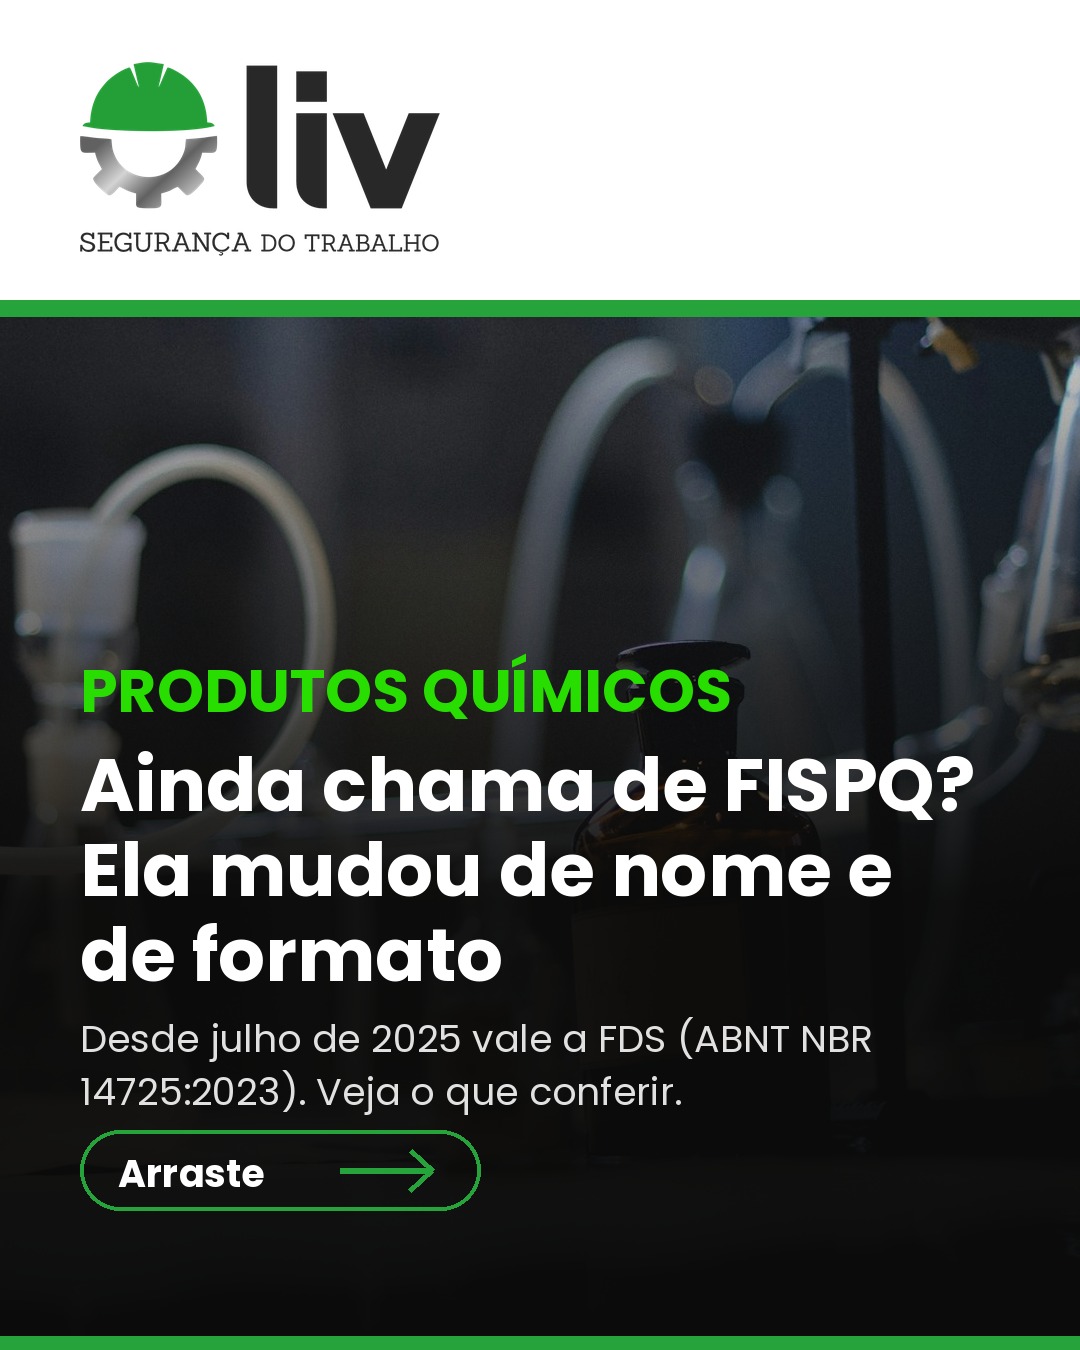 liv
SEGURANÇA DO TRABALHO
PRODUTOS QUÍMICOS
Ainda chama de FISPQ?
Ela mudou de nome e
de formato
Desde julho de 2025 vale a FDS (ABNT NBR
14725:2023). Veja o que conferir.
Arraste